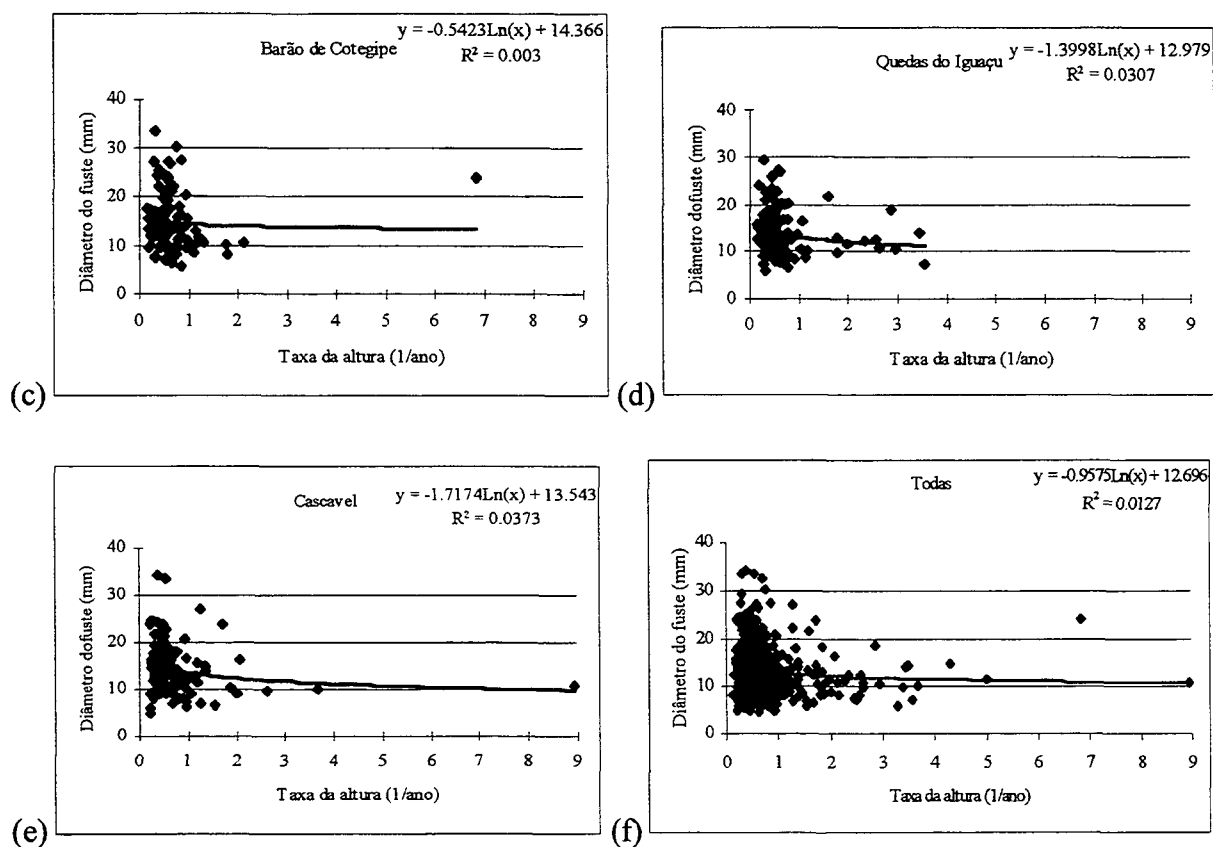 Barão de Cotegipe
y = -0.5423Ln(x) + 14.366
R² = 0.003
Diâmetro do fuste (mm)
40
30
20
10
0
0 1 2 3 4 5 6 7 8 9
Taxa da altura (1/ano)
(c)
Quedas do Iguaçu
y = -1.3998Ln(x) + 12.979
R² = 0.0307
Diâmetro dofuste (mm)
40
30
20
10
0
0 1 2 3 4 5 6 7 8 9
Taxa da altura (1/ano)
(d)
Cascavel
y = -1.7174Ln(x) + 13.543
R² = 0.0373
Diâmetro dofuste (mm)
40
30
20
10
0
0 1 2 3 4 5 6 7 8 9
Taxa da altura (1/ano)
(e)
Todas
y = -0.9575Ln(x) + 12.696
R² = 0.0127
Diâmetro do fuste (mm)
40
30
20
10
0
0 1 2 3 4 5 6 7 8 9
Taxa da altura (1/ano)
(f)